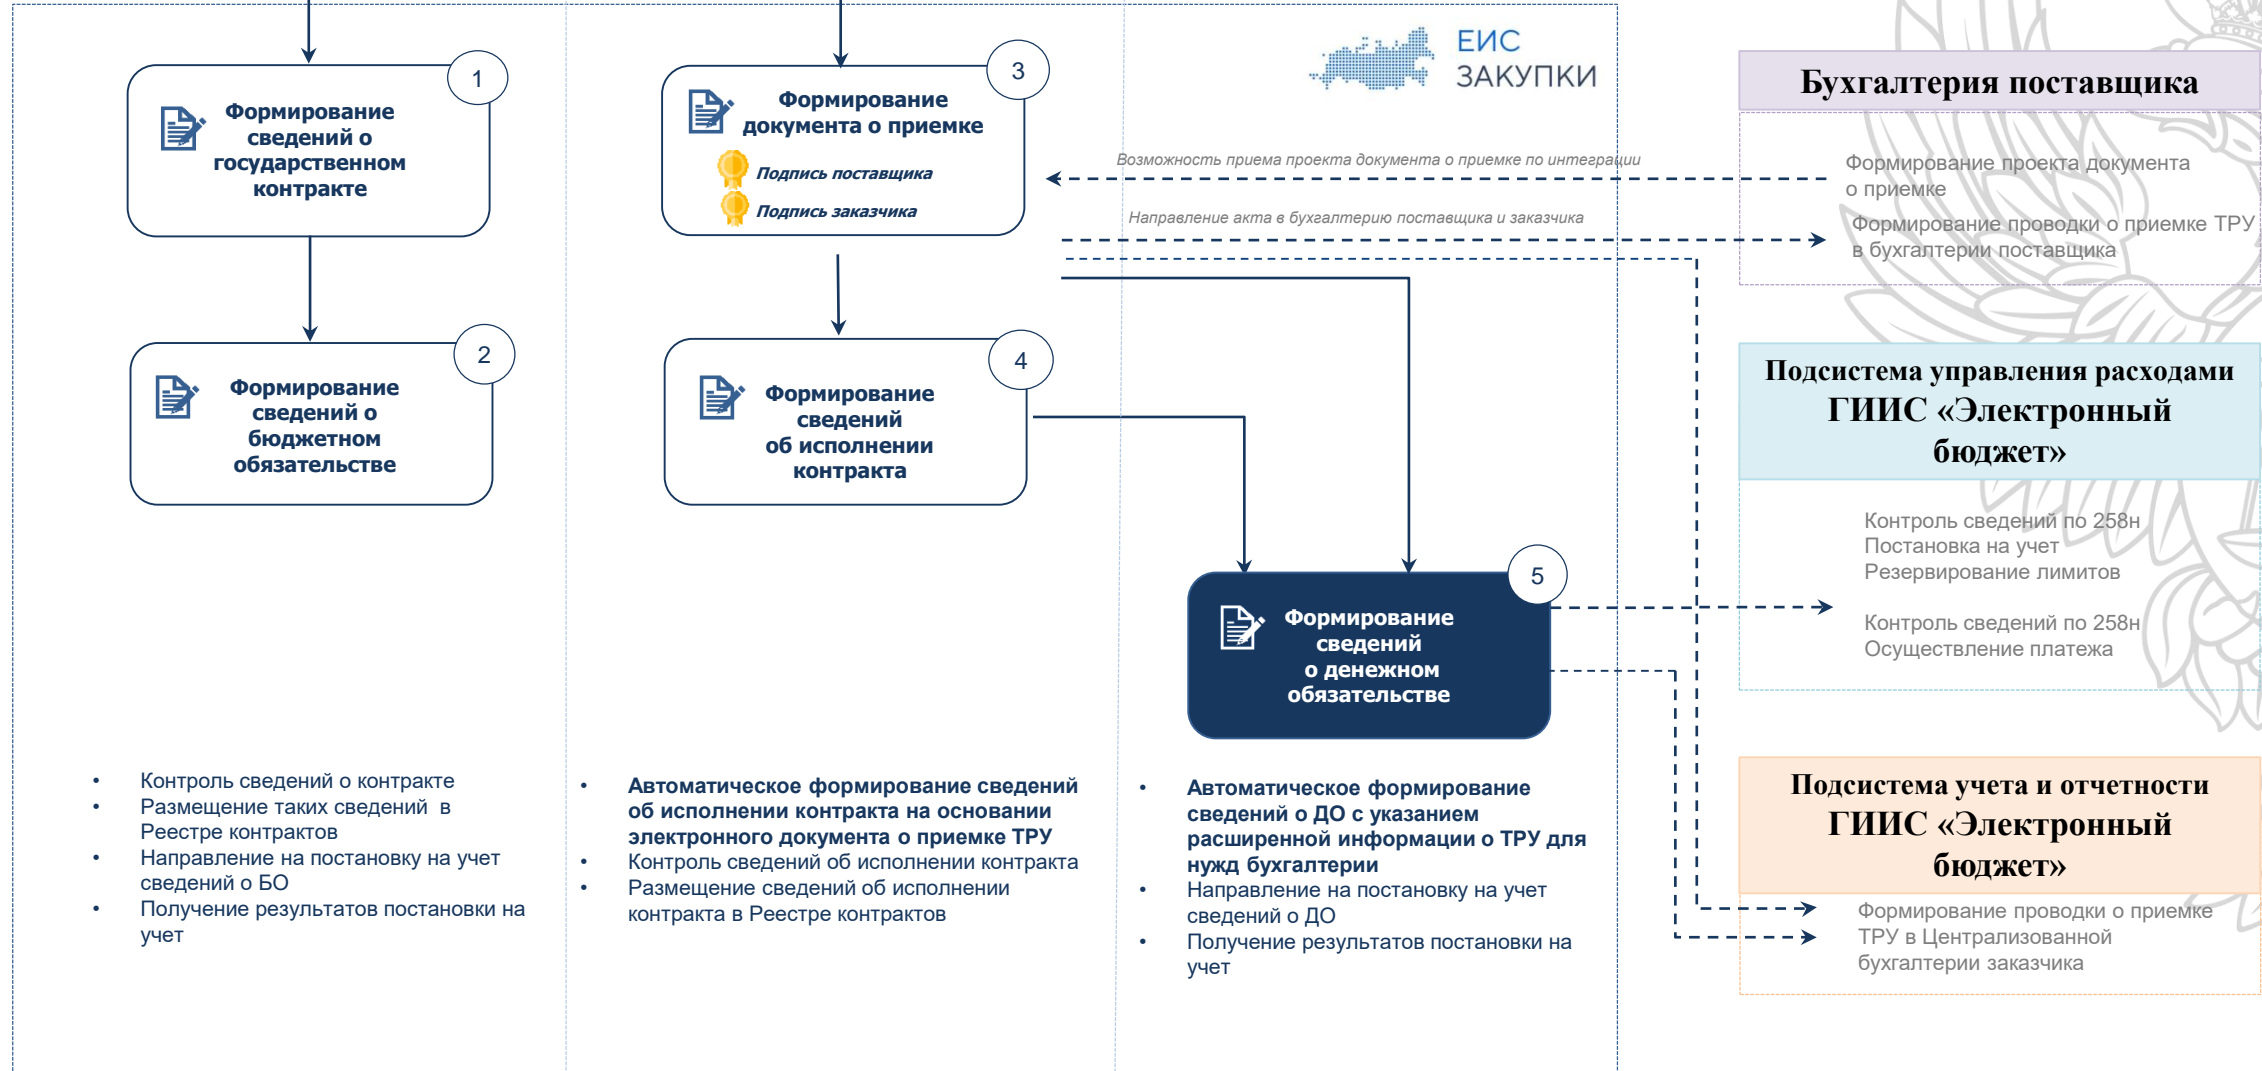 ЕИС
ЗАКУПКИ
1
Формирование
сведений о
государственном
контракте
2
Формирование
сведений о
бюджетном
обязательстве
• Контроль сведений о контракте
• Размещение таких сведений в
Реестре контрактов
• Направление на постановку на учет
сведений о БО
• Получение результатов постановки на
учет
3
Формирование
документа о приемке
Подпись поставщика
Подпись заказчика
4
Формирование
сведений
об исполнении
контракта
• Автоматическое формирование сведений
об исполнении контракта на основании
электронного документа о приемке ТРУ
• Контроль сведений об исполнении контракта
• Размещение сведений об исполнении
контракта в Реестре контрактов
Возможность приема проекта документа о приемке по интеграции
Направление акта в бухгалтерию поставщика и заказчика
5
Формирование
сведений
о денежном
обязательстве
• Автоматическое формирование
сведений о ДО с указанием
расширенной информации о ТРУ для
нужд бухгалтерии
• Направление на постановку на учет
сведений о ДО
• Получение результатов постановки на
учет
Бухгалтерия поставщика
Формирование проекта документа
о приемке
Формирование проводки о приемке ТРУ
в бухгалтерии поставщика
Подсистема управления расходами
ГИИС «Электронный
бюджет»
Контроль сведений по 258н
Постановка на учет
Резервирование лимитов
Контроль сведений по 258н
Осуществление платежа
Подсистема учета и отчетности
ГИИС «Электронный
бюджет»
Формирование проводки о приемке
ТРУ в Централизованной
бухгалтерии заказчика